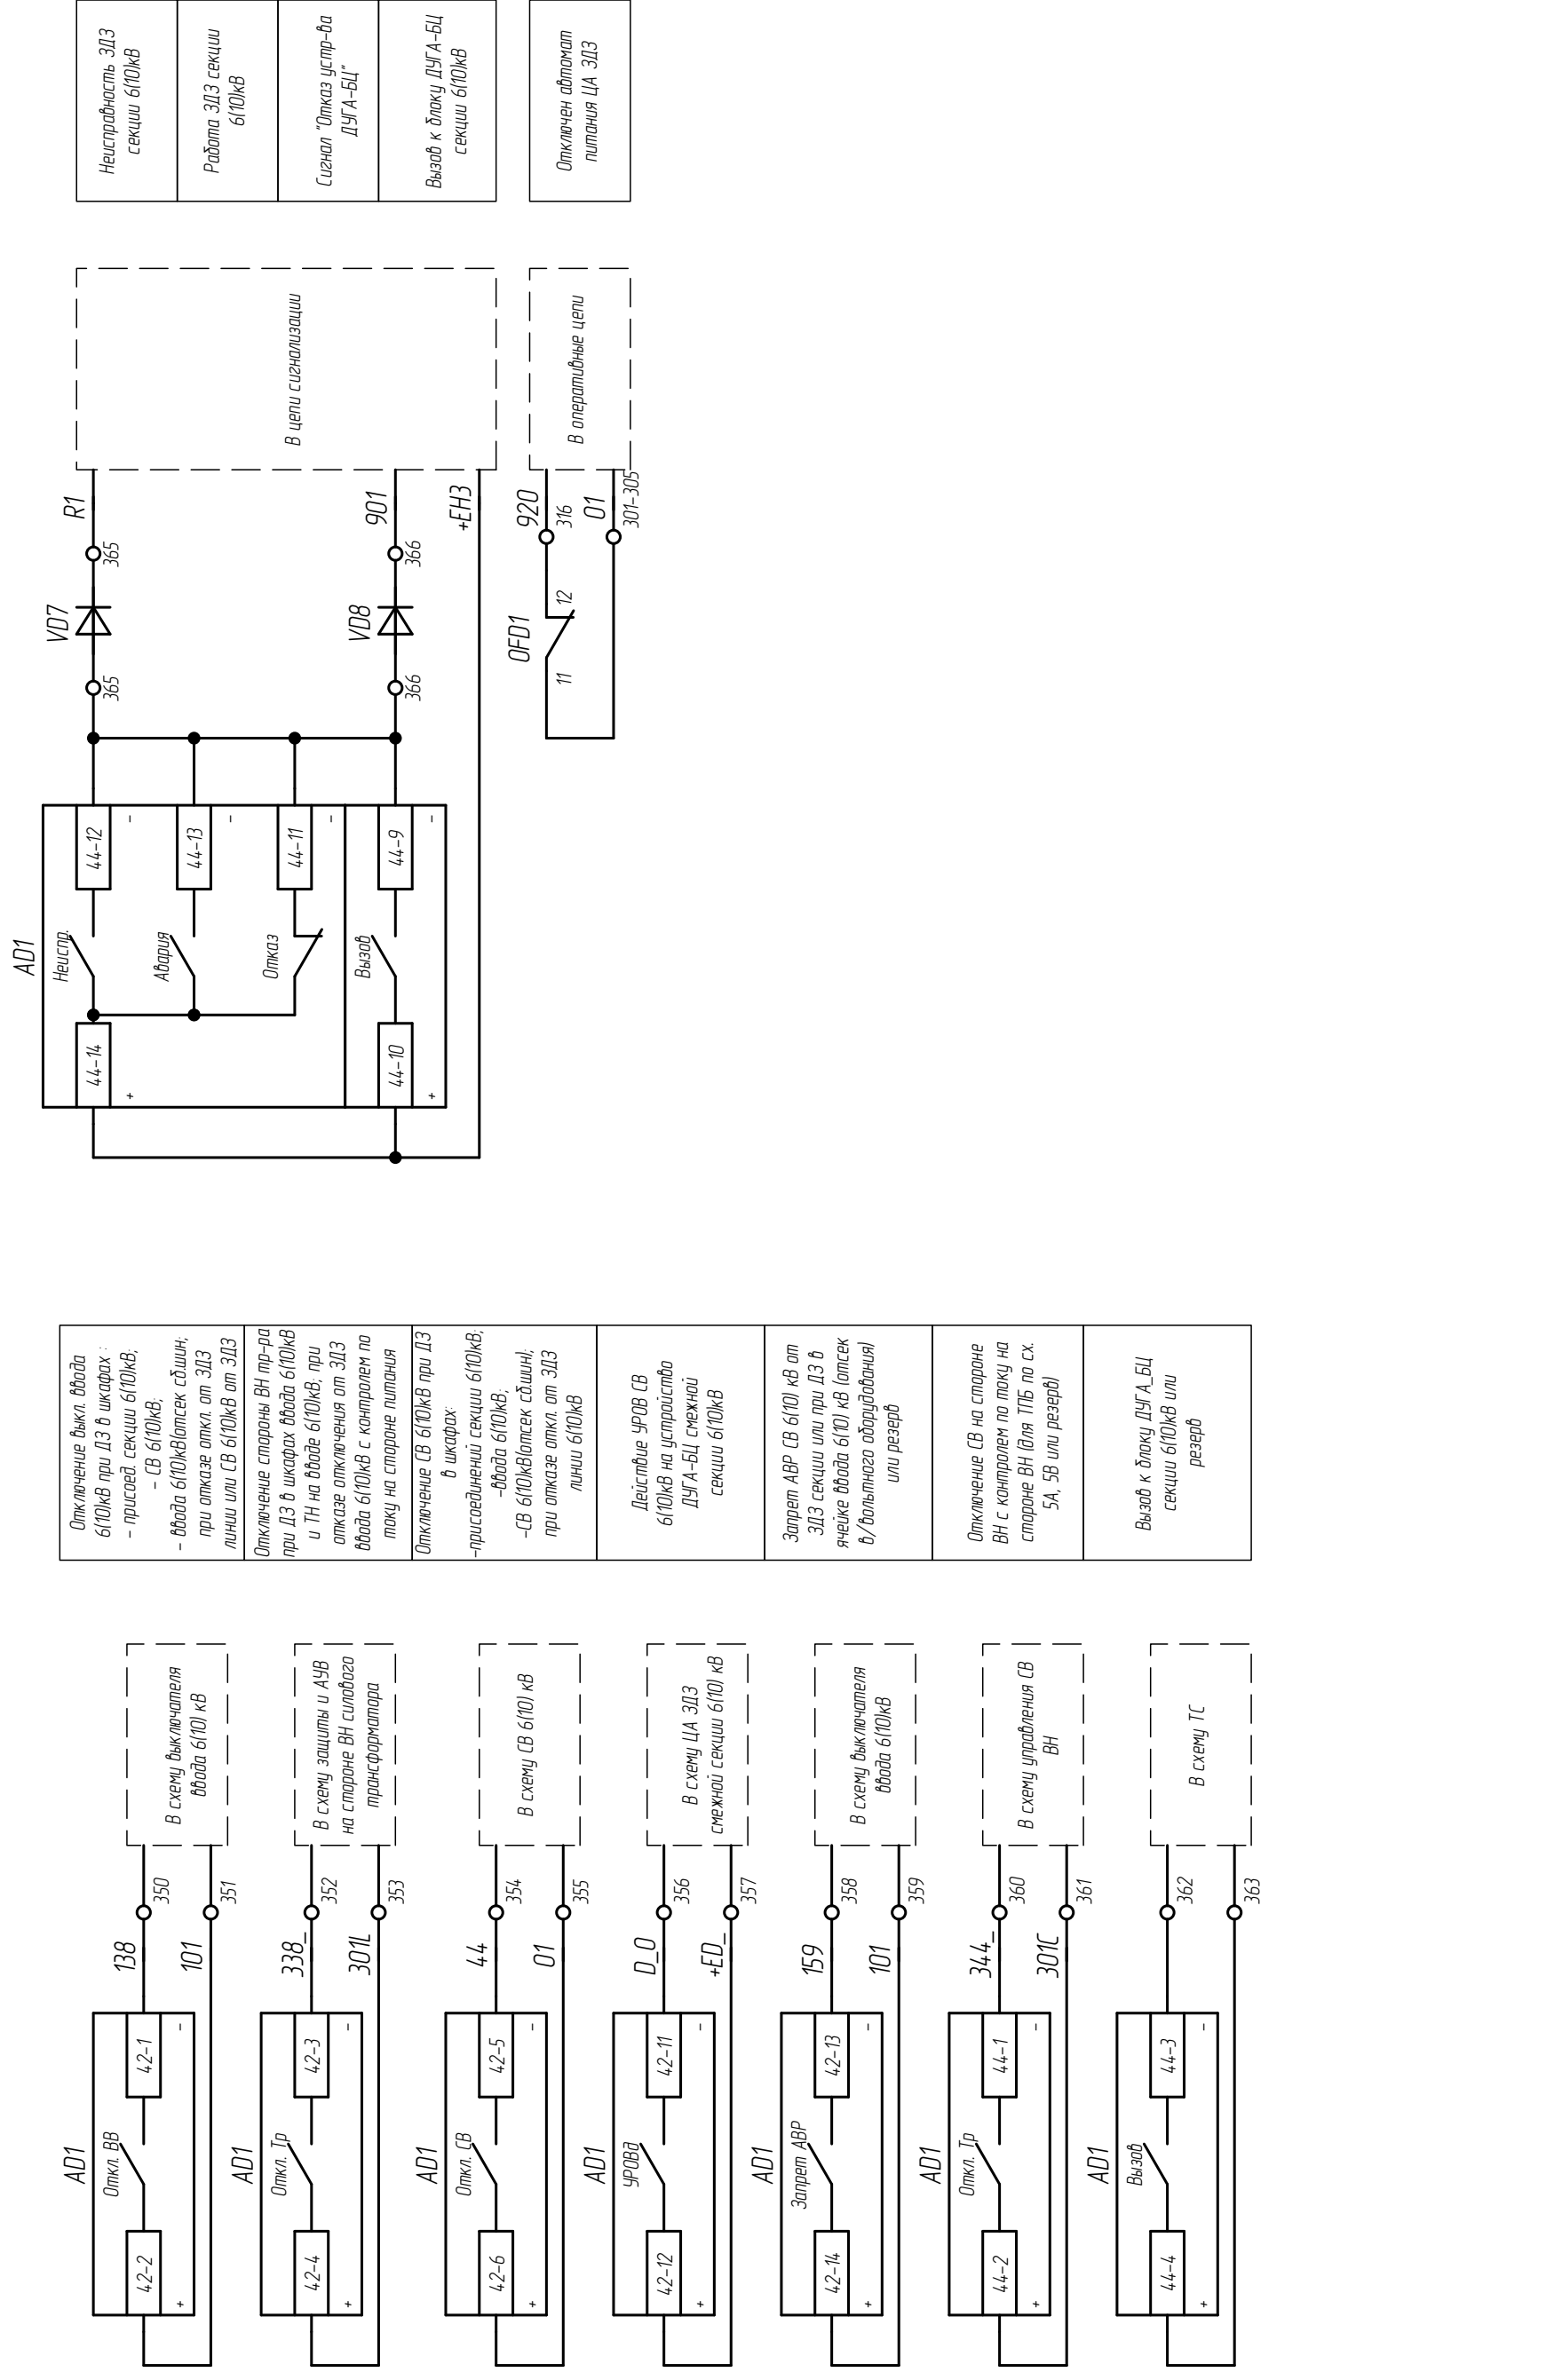 AD1
Откл. ВВ
42-2
42-1
+
-
138
101
350
351
В схему выключателя
ввода 6(10) кВ
Отключение выкл. ввода
6(10)кВ при ДЗ в шкафах :
- присоед. секции 6(10)кВ;
- СВ 6(10)кВ;
- ввода 6(10)кВ(отсек сб.шин;
при отказе откл. от ЗДЗ
линии или СВ 6(10)кВ от ЗДЗ
AD1
Откл. Тр
42-4
42-3
+
-
338_
301L
352
353
В схему защиты и АУВ
на стороне ВН силового
трансформатора
Отключение стороны ВН тр-ра
при ДЗ в шкафах ввода 6(10)кВ
и ТН на вводе 6(10)кВ; при
отказе отключения от ЗДЗ
ввода 6(10)кВ с контролем по
току на стороне питания
AD1
Откл. СВ
42-6
42-5
+
-
44
01
354
355
В схему СВ 6(10) кВ
Отключение СВ 6(10)кВ при ДЗ
в шкафах:
-присоединений секции 6(10)кВ;
-ввода 6(10)кВ;
-СВ 6(10)кВ(отсек сб.шин);
при отказе откл. от ЗДЗ
линии 6(10)кВ
AD1
УРОВд
42-12
42-11
+
-
D_0
+ED_
356
357
В схему ЦА ЗДЗ
смежной секции 6(10) кВ
Действие УРОВ СВ
6(10)кВ на устройство
ДУГА-БЦ смежной
секции 6(10)кВ
AD1
Запрет АВР
42-14
42-13
+
-
159
101
358
359
В схему выключателя
ввода 6(10)кВ
Запрет АВР СВ 6(10) кВ от
ЗДЗ секции или при ДЗ в
ячейке ввода 6(10) кВ (отсек
в/вольтного оборудования)
или резерв
AD1
Откл. Тр
44-2
44-1
+
-
344_
301C
360
361
В схему управления СВ
ВН
Отключение СВ на стороне
ВН с контролем по току на
стороне ВН (для ТПБ по сх.
5А, 5В или резерв)
AD1
Вызов
44-4
44-3
+
-
362
363
В схему ТС
Вызов к блоку ДУГА_БЦ
секции 6(10)кВ или
резерв
AD1
Неиспр.
44-14
44-12
+
-
Авария
44-13
-
Отказ
44-11
-
Вызов
44-10
44-9
+
-
VD7
365
365
R1
VD8
366
366
901
+EH3
В цепи сигнализации
Неисправность ЗДЗ
секции 6(10)кВ
Работа ЗДЗ секции
6(10)кВ
Сигнал "Отказ устр-ва
ДУГА-БЦ"
Вызов к блоку ДУГА-БЦ
секции 6(10)кВ
OFD1
11
12
920
316
01
301-305
В оперативные цепи
Отключен автомат
питания ЦА ЗДЗ